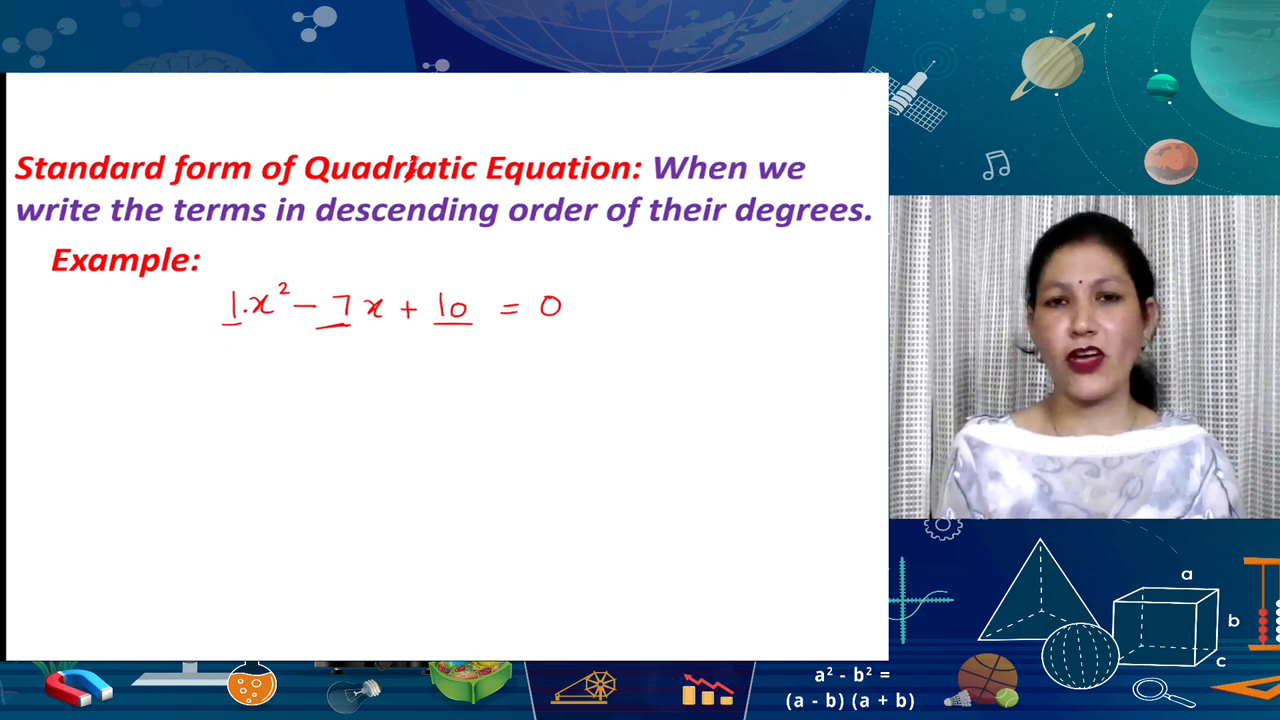 Standard form of Quadriatic Equation: When we
write the terms in descending order of their degrees.
Example:
1.x² – 7x + 10 = 0
a
b
c
a² - b² =
(a - b) (a + b)